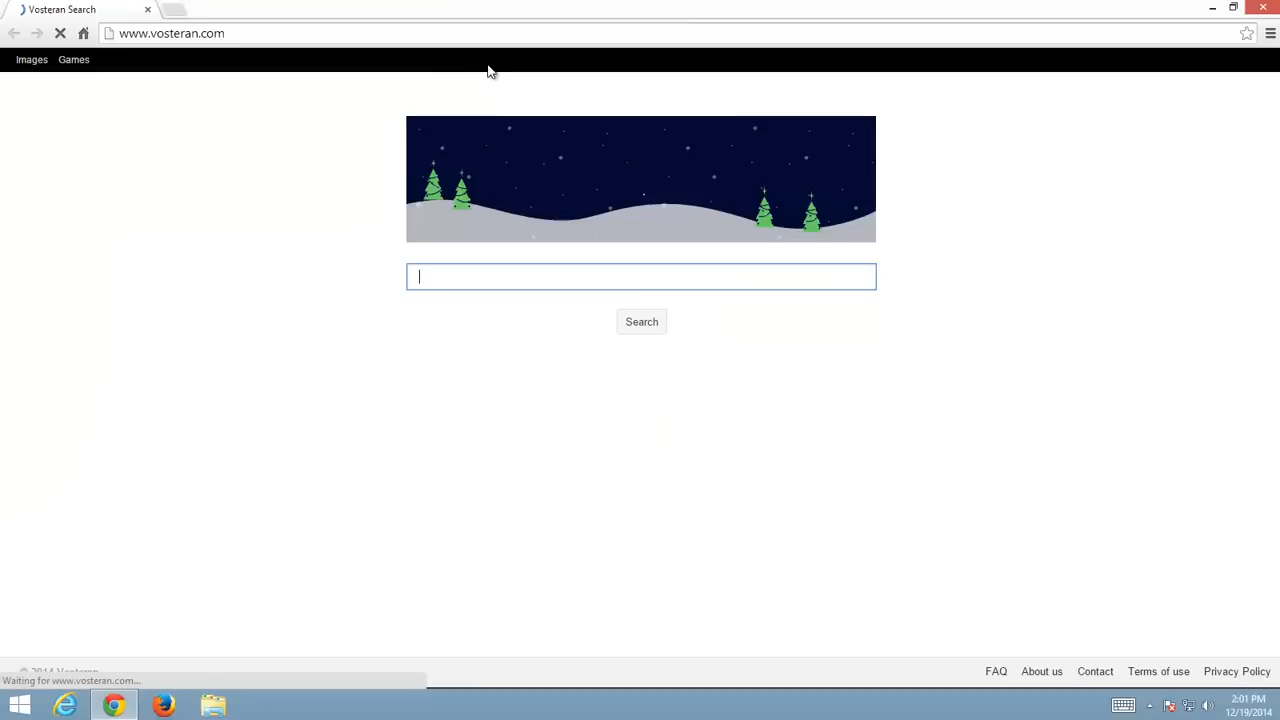 Vosteran Search
www.vosteran.com
Images Games
Search
© 2014 Vosteran
FAQ About us Contact Terms of use Privacy Policy
Waiting for www.vosteran.com...
2:01 PM
12/19/2014